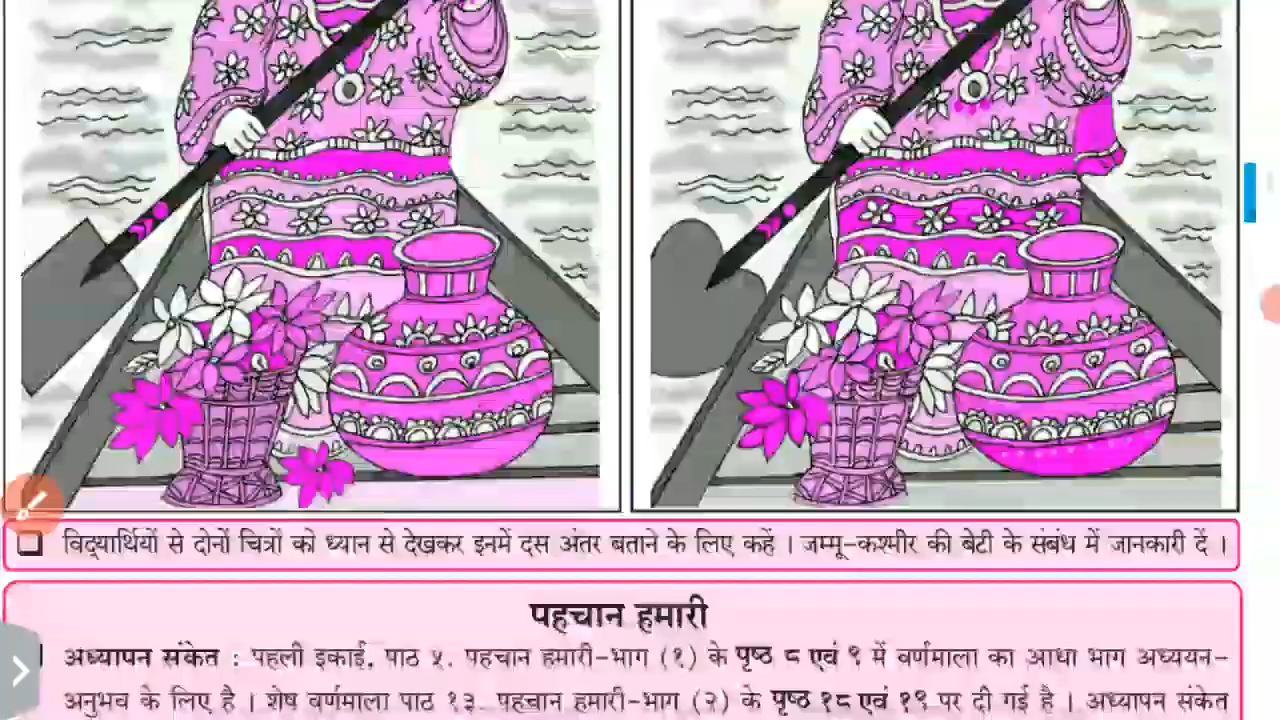 विद्यार्थियों से दोनों चित्रों को ध्यान से देखकर इनमें दस अंतर बताने के लिए कहें । जम्मू-कश्मीर की बेटी के संबंध में जानकारी दें ।
पहचान हमारी
अध्यापन संकेत : पहली इकाई, पाठ ५. पहचान हमारी-भाग (१) के पृष्ठ ८ एवं ९ में वर्णमाला का आधा भाग अध्ययन-
अनुभव के लिए है । शेष वर्णमाला पाठ १३. पहचान हमारी-भाग (२) के पृष्ठ १८ एवं १९ पर दी गई है । अध्यापन संकेत